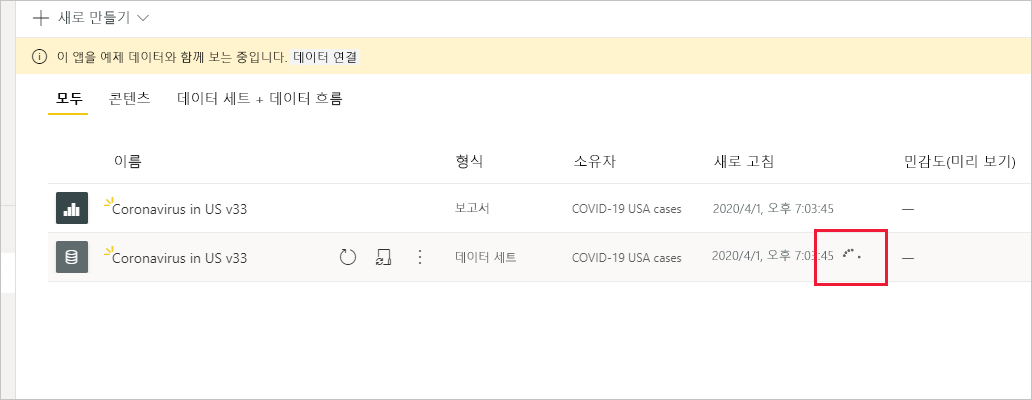 새로 만들기
이 앱을 예제 데이터와 함께 보는 중입니다. 데이터 연결
모두 콘텐츠 데이터 세트 + 데이터 흐름
이름 형식 소유자 새로 고침 민감도(미리 보기)
Coronavirus in US v33 보고서 COVID-19 USA cases 2020/4/1, 오후 7:03:45 —
Coronavirus in US v33 데이터 세트 COVID-19 USA cases 2020/4/1, 오후 7:03:45 —